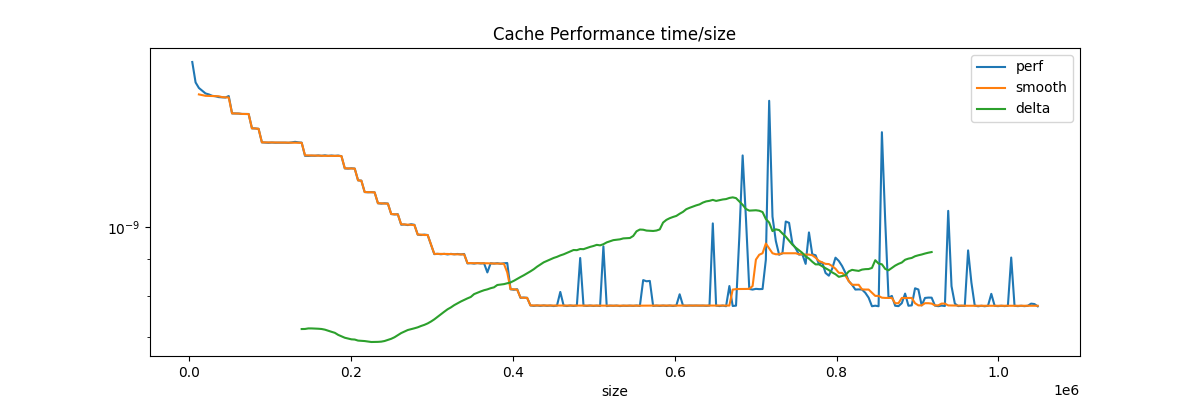 Cache Performance time/size
perf
smooth
delta
10⁻⁹
0.0 0.2 0.4 0.6 0.8 1.0
size
1e6